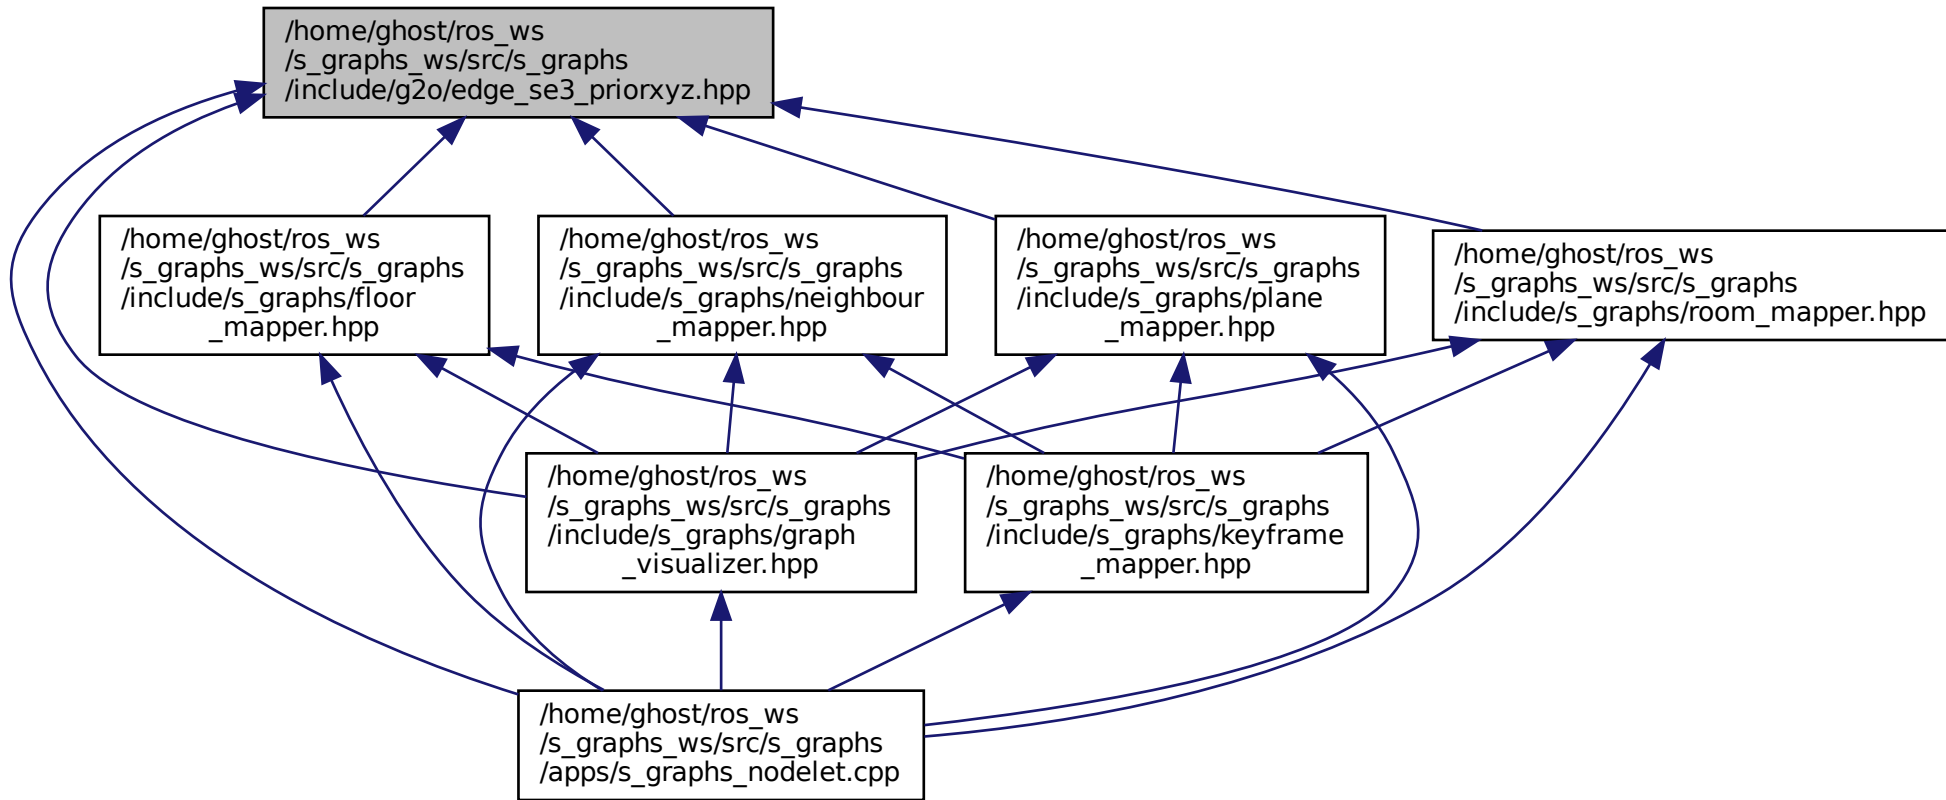 /home/ghost/ros_ws
/s_graphs_ws/src/s_graphs
/include/g2o/edge_se3_priorxyz.hpp
/home/ghost/ros_ws
/s_graphs_ws/src/s_graphs
/include/s_graphs/floor
_mapper.hpp
/home/ghost/ros_ws
/s_graphs_ws/src/s_graphs
/include/s_graphs/neighbour
_mapper.hpp
/home/ghost/ros_ws
/s_graphs_ws/src/s_graphs
/include/s_graphs/plane
_mapper.hpp
/home/ghost/ros_ws
/s_graphs_ws/src/s_graphs
/include/s_graphs/room_mapper.hpp
/home/ghost/ros_ws
/s_graphs_ws/src/s_graphs
/include/s_graphs/graph
_visualizer.hpp
/home/ghost/ros_ws
/s_graphs_ws/src/s_graphs
/include/s_graphs/keyframe
_mapper.hpp
/home/ghost/ros_ws
/s_graphs_ws/src/s_graphs
/apps/s_graphs_nodelet.cpp